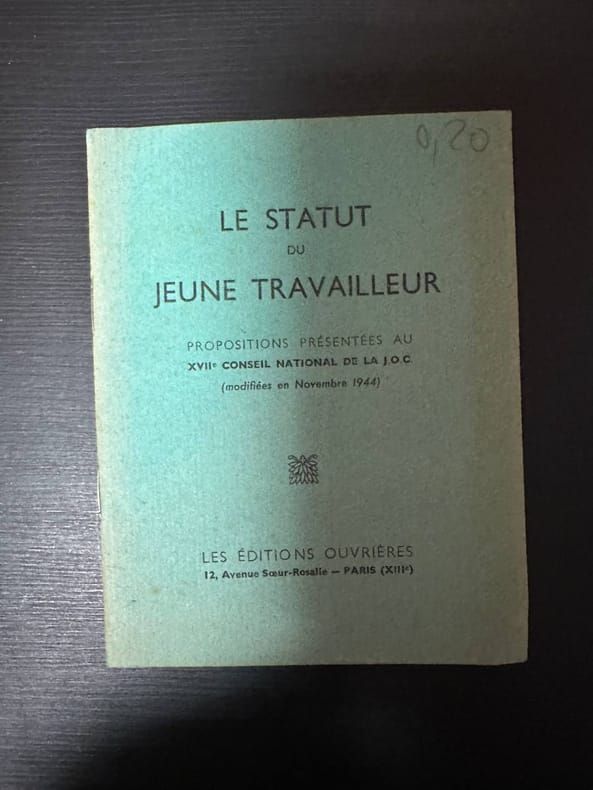 0,20
LE STATUT
DU
JEUNE TRAVAILLEUR
PROPOSITIONS PRÉSENTÉES AU
XVIIᵉ CONSEIL NATIONAL DE LA J.O.C.
(modifiées en Novembre 1944)
LES ÉDITIONS OUVRIÈRES
12, Avenue Sœur-Rosalie — PARIS (XIIIᵉ)